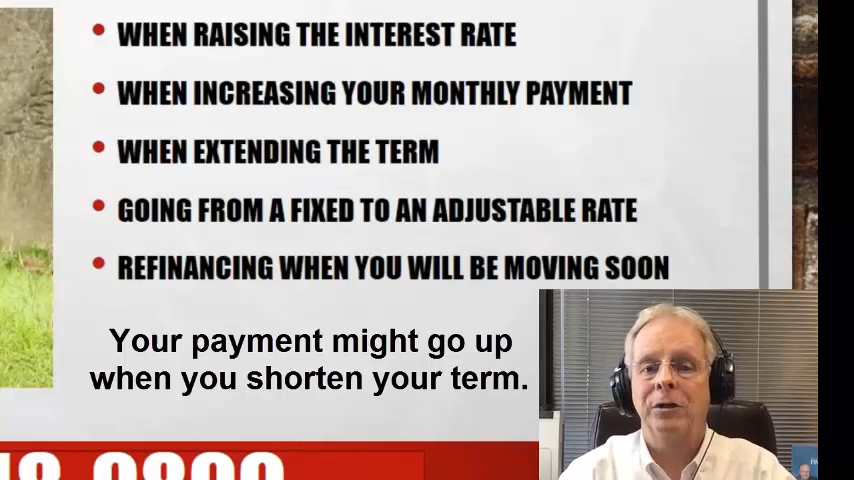 WHEN RAISING THE INTEREST RATE
WHEN INCREASING YOUR MONTHLY PAYMENT
WHEN EXTENDING THE TERM
GOING FROM A FIXED TO AN ADJUSTABLE RATE
REFINANCING WHEN YOU WILL BE MOVING SOON
Your payment might go up
when you shorten your term.